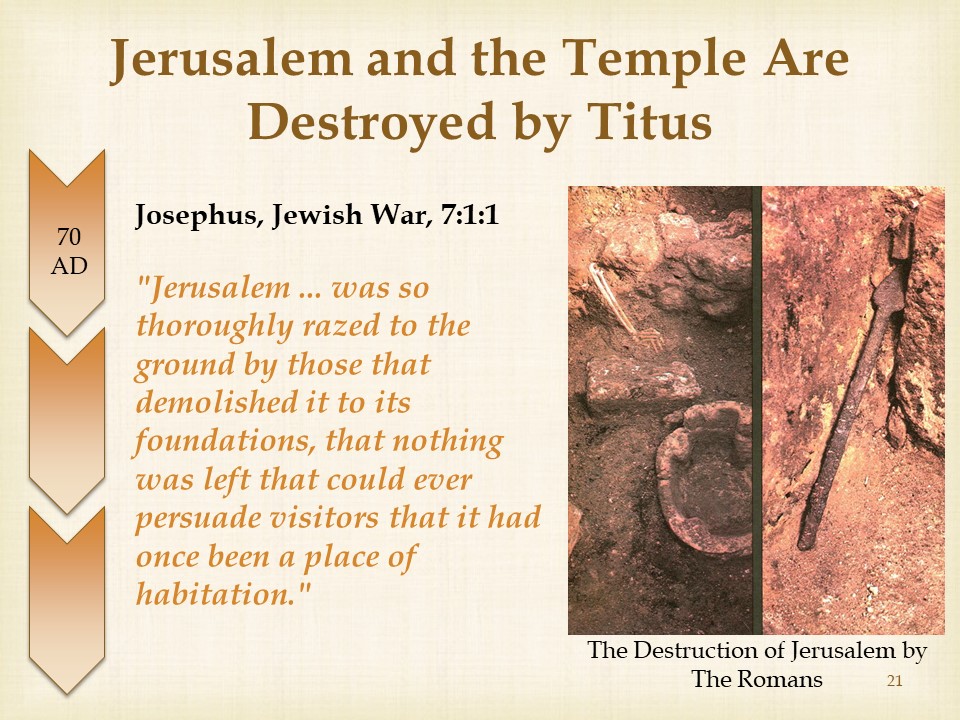 Jerusalem and the Temple Are
Destroyed by Titus
70
AD
Josephus, Jewish War, 7:1:1
"Jerusalem ... was so
thoroughly razed to the
ground by those that
demolished it to its
foundations, that nothing
was left that could ever
persuade visitors that it had
once been a place of
habitation."
The Destruction of Jerusalem by
The Romans
21